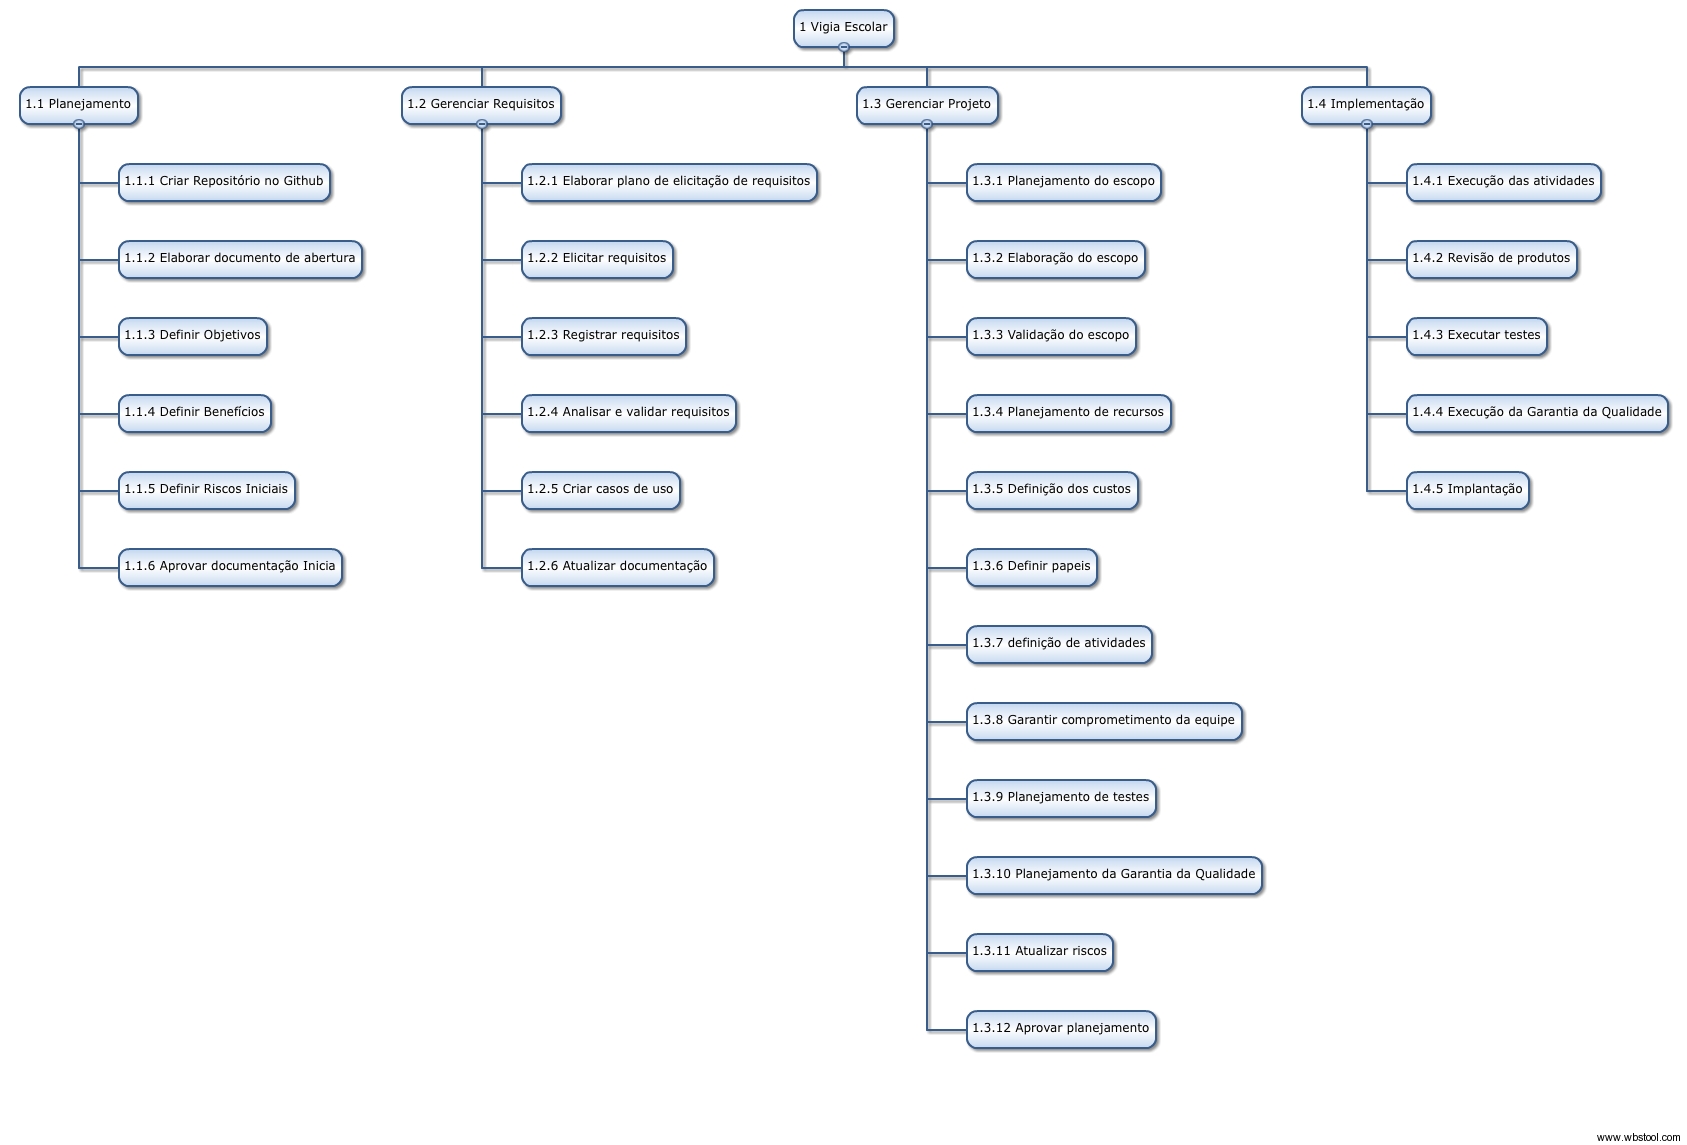 1 Vigia Escolar
1.1 Planejamento
1.1.1 Criar Repositório no Github
1.1.2 Elaborar documento de abertura
1.1.3 Definir Objetivos
1.1.4 Definir Benefícios
1.1.5 Definir Riscos Iniciais
1.1.6 Aprovar documentação Inicia
1.2 Gerenciar Requisitos
1.2.1 Elaborar plano de elicitação de requisitos
1.2.2 Elicitar requisitos
1.2.3 Registrar requisitos
1.2.4 Analisar e validar requisitos
1.2.5 Criar casos de uso
1.2.6 Atualizar documentação
1.3 Gerenciar Projeto
1.3.1 Planejamento do escopo
1.3.2 Elaboração do escopo
1.3.3 Validação do escopo
1.3.4 Planejamento de recursos
1.3.5 Definição dos custos
1.3.6 Definir papeis
1.3.7 definição de atividades
1.3.8 Garantir comprometimento da equipe
1.3.9 Planejamento de testes
1.3.10 Planejamento da Garantia da Qualidade
1.3.11 Atualizar riscos
1.3.12 Aprovar planejamento
1.4 Implementação
1.4.1 Execução das atividades
1.4.2 Revisão de produtos
1.4.3 Executar testes
1.4.4 Execução da Garantia da Qualidade
1.4.5 Implantação
www.wbstool.com